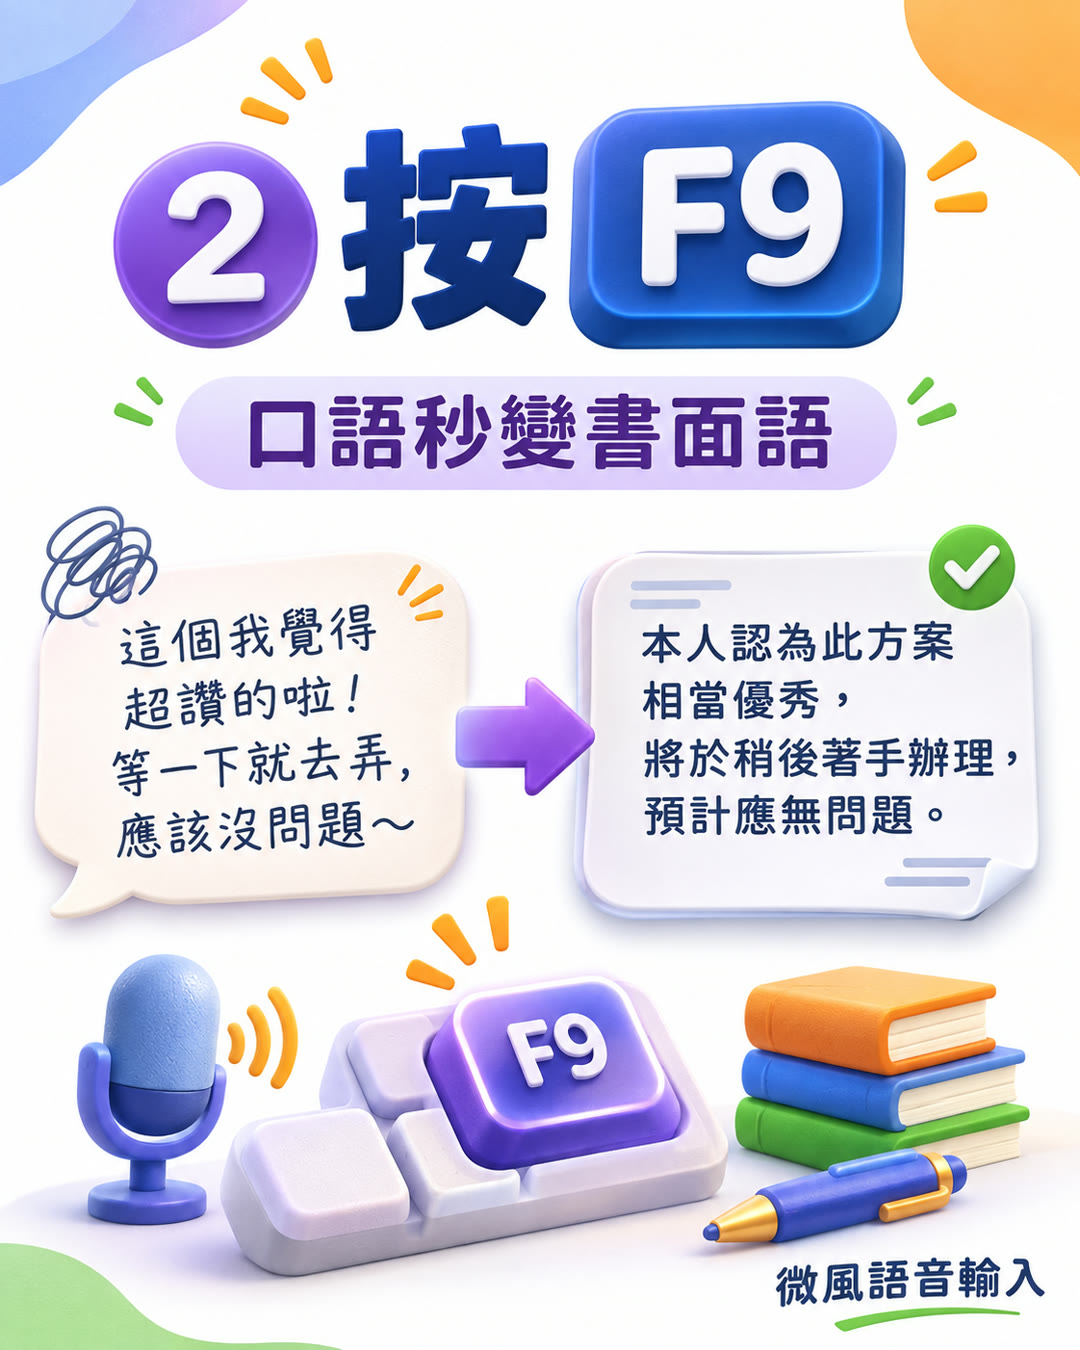 2 按 F9
口語秒變書面語
這個我覺得
超讚的啦！
等一下就去弄，
應該沒問題～
本人認為此方案
相當優秀，
將於稍後著手辦理，
預計應無問題。
F9
微風語音輸入